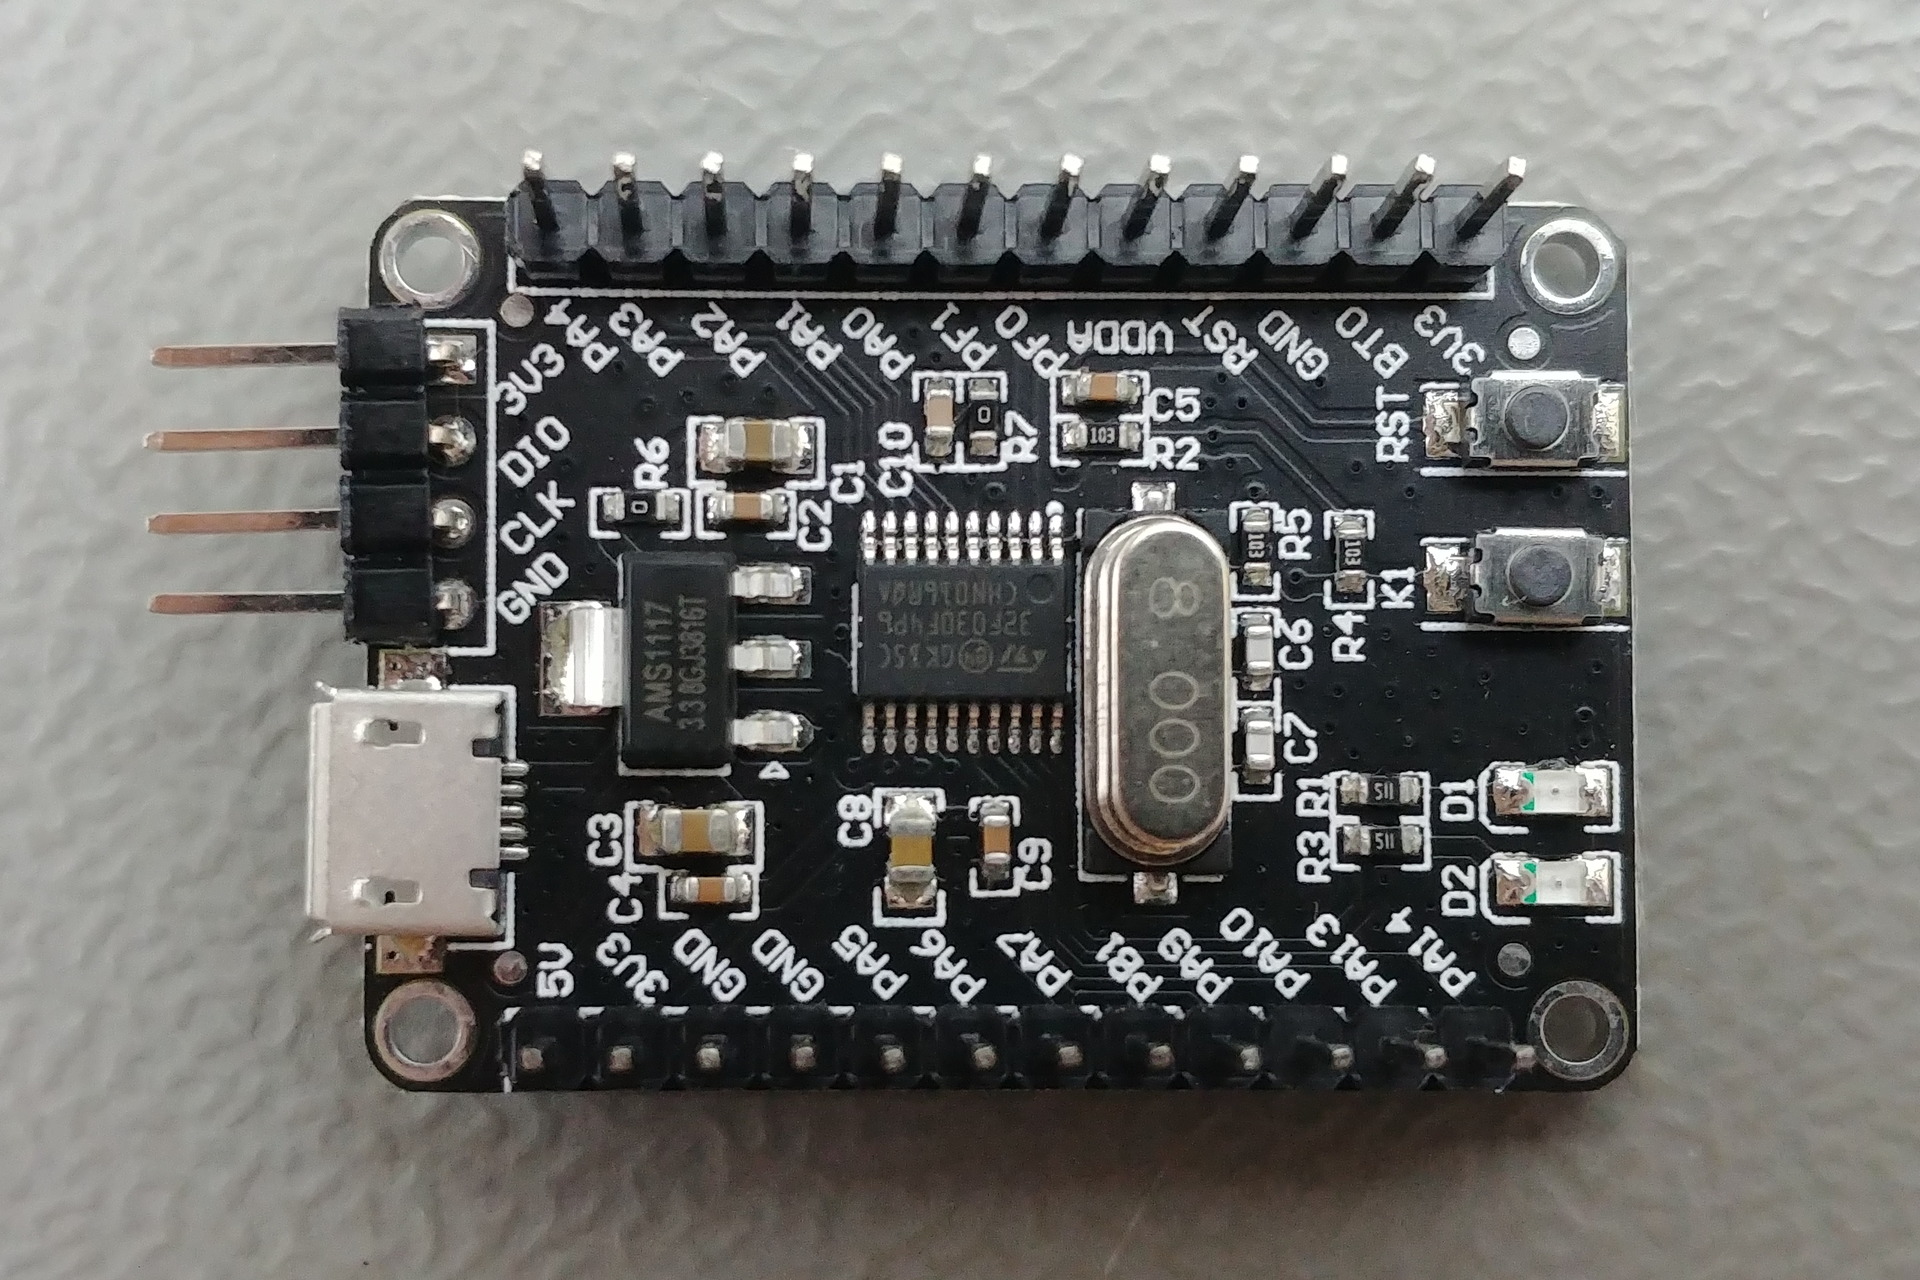 PA4
PA3
PA2
PA1
PA0
PF1
PF0
VDDA
RST
GND
BT0
3V3
3V3
DIO
CLK
GND
R6
C1
C2
C10
0
R7
C5
103
R2
RST
0
AMS1117
3.3 8GJ381GT
32F030F4P6
GK15C
8.000
103
R5
103
R4
K1
C6
C7
R1
511
D1
R3
511
D2
C3
C4
C8
C9
5V
3V3
GND
GND
PA5
PA6
PA7
PB1
PA9
PA10
PA13
PA14